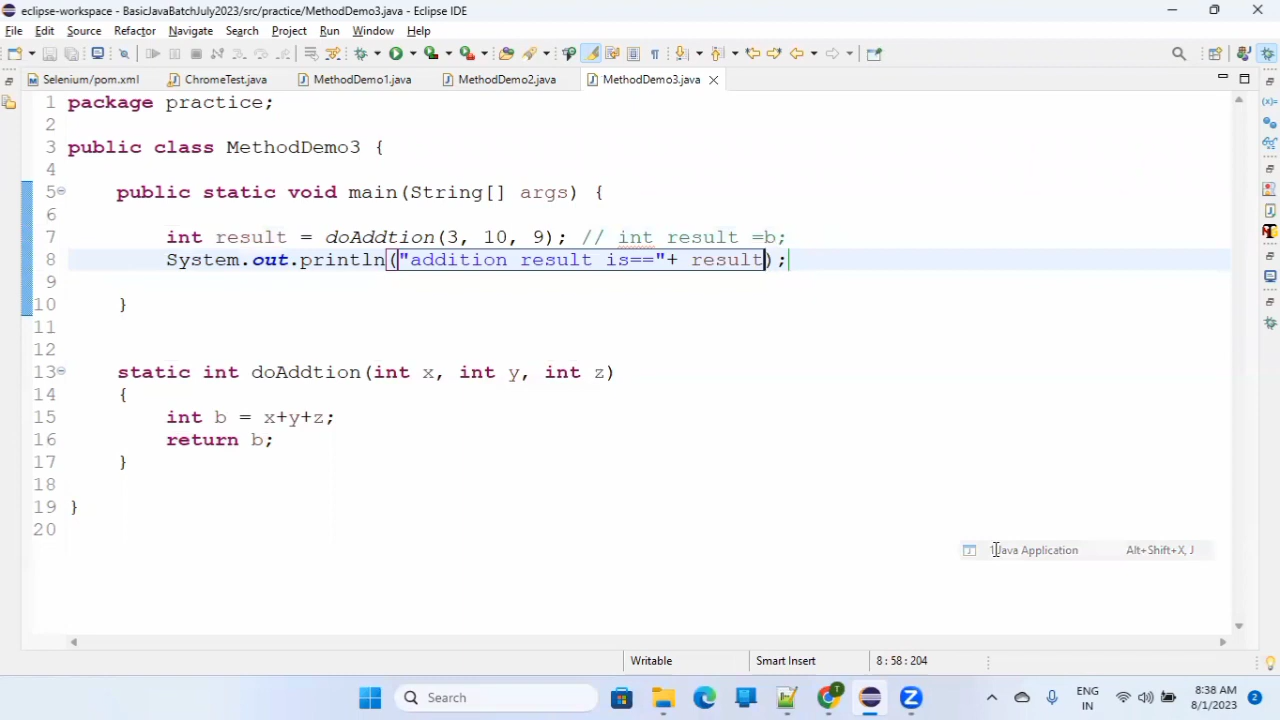 eclipse-workspace - BasicJavaBatchJuly2023/src/practice/MethodDemo3.java - Eclipse IDE
File Edit Source Refactor Navigate Search Project Run Window Help
Selenium/pom.xml ChromeTest.java MethodDemo1.java MethodDemo2.java MethodDemo3.java
1 package practice;
2
3 public class MethodDemo3 {
4
5 public static void main(String[] args) {
6
7 int result = doAddtion(3, 10, 9); // int result =b;
8 System.out.println("addition result is=="+ result);
9
10 }
11
12
13 static int doAddtion(int x, int y, int z)
14 {
15 int b = x+y+z;
16 return b;
17 }
18
19 }
20
1 Java Application Alt+Shift+X, J
Writable Smart Insert 8 : 58 : 204
Search
ENG
IN
8:38 AM
8/1/2023
2